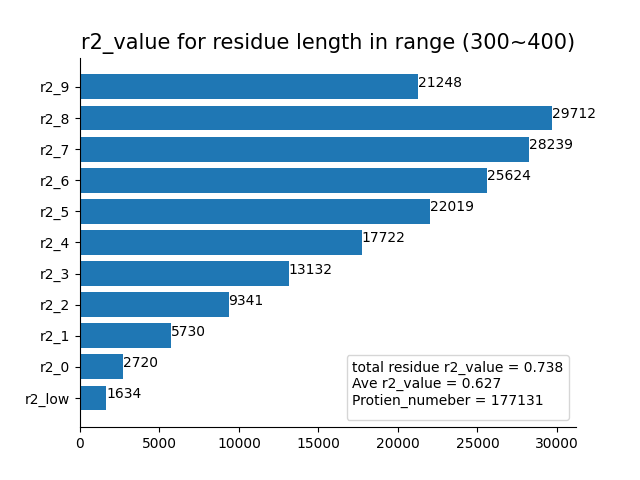 r2_value for residue length in range (300~400)
r2_9 21248
r2_8 29712
r2_7 28239
r2_6 25624
r2_5 22019
r2_4 17722
r2_3 13132
r2_2 9341
r2_1 5730
r2_0 2720
r2_low 1634
total residue r2_value = 0.738
Ave r2_value = 0.627
Protien_numeber = 177131
0 5000 10000 15000 20000 25000 30000